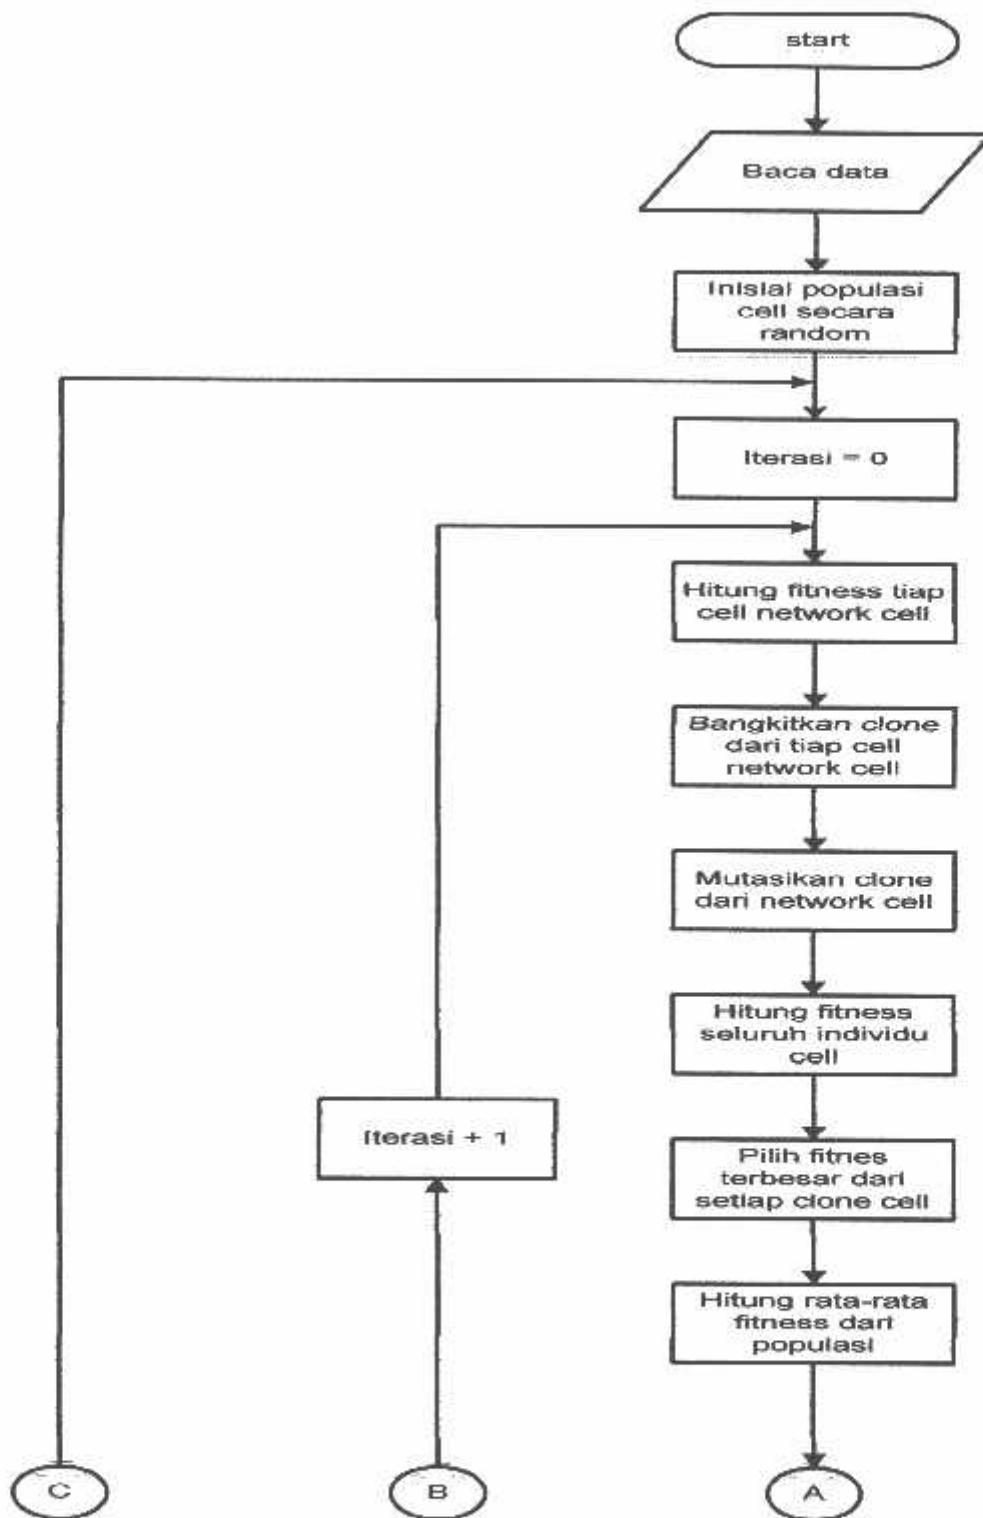 start
Baca data
Inisial populasi
cell secara
random
Iterasi = 0
Hitung fitness tiap
cell network cell
Bangkitkan clone
dari tiap cell
network cell
Mutasikan clone
dari network cell
Hitung fitness
seluruh individu
cell
Iterasi + 1
Pilih fitnes
terbesar dari
setiap clone cell
Hitung rata-rata
fitness dari
populasi
C
B
A